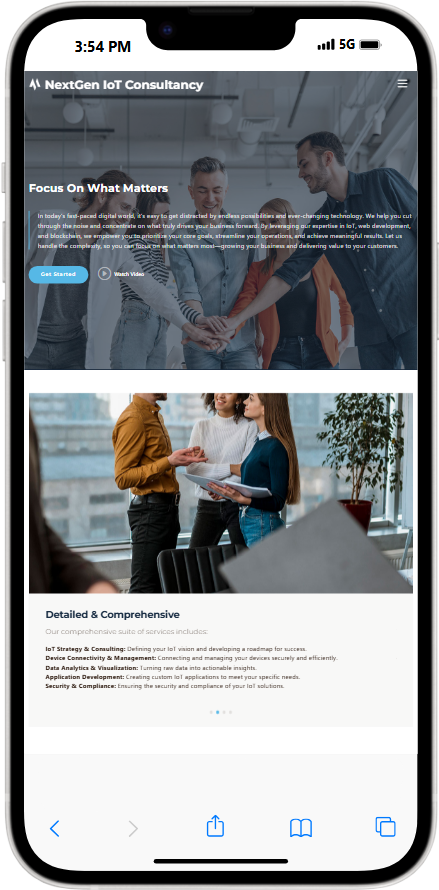 3:54 PM
5G
NextGen IoT Consultancy
Focus On What Matters
In today's fast-paced digital world, it's easy to get distracted by endless possibilities and ever-changing technology. We help you cut
through the noise and concentrate on what truly drives your business forward. By leveraging our expertise in IoT, web development,
and blockchain, we empower you to prioritize your core goals, streamline your operations, and achieve meaningful results. Let us
handle the complexity, so you can focus on what matters most—growing your business and delivering value to your customers.
Get Started
Watch Video
Detailed & Comprehensive
Our comprehensive suite of services includes:
IoT Strategy & Consulting: Defining your IoT vision and developing a roadmap for success.
Device Connectivity & Management: Connecting and managing your devices securely and efficiently.
Data Analytics & Visualization: Turning raw data into actionable insights.
Application Development: Creating custom IoT applications to meet your specific needs.
Security & Compliance: Ensuring the security and compliance of your IoT solutions.